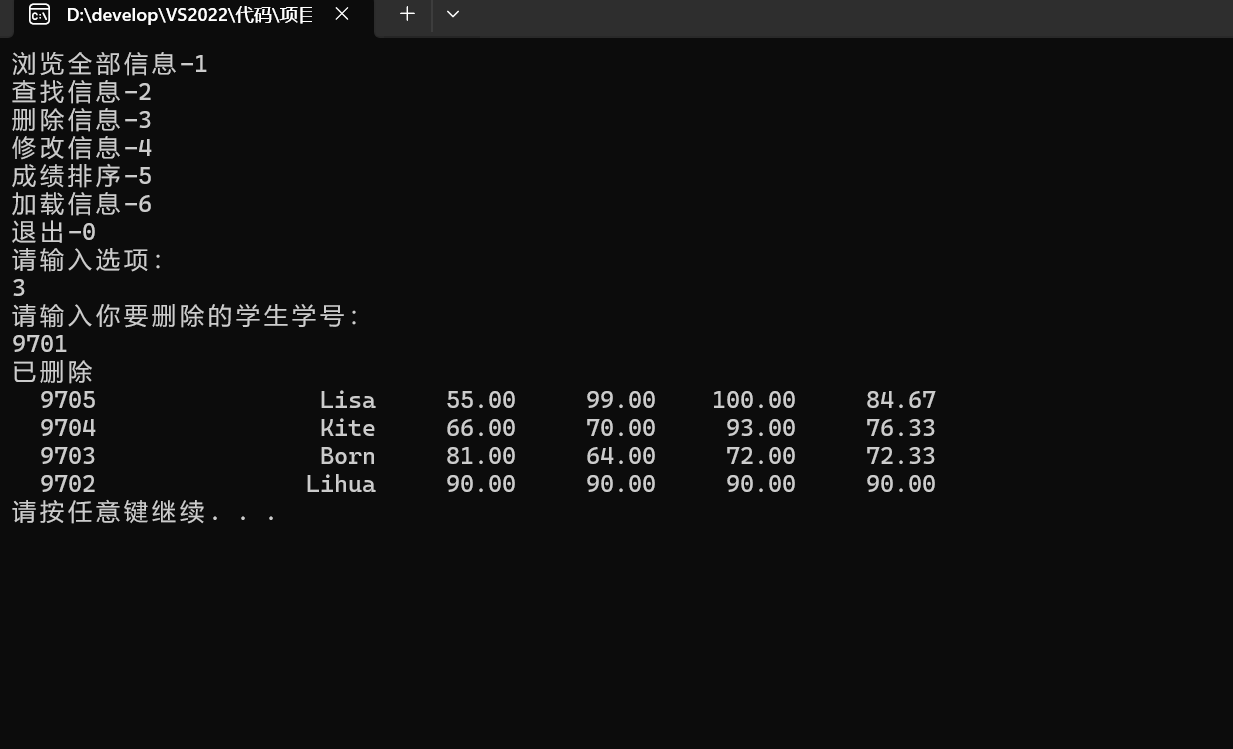 D:\develop\VS2022\代码\项目
浏览全部信息-1
查找信息-2
删除信息-3
修改信息-4
成绩排序-5
加载信息-6
退出-0
请输入选项:
3
请输入你要删除的学生学号:
9701
已删除
9705 Lisa 55.00 99.00 100.00 84.67
9704 Kite 66.00 70.00 93.00 76.33
9703 Born 81.00 64.00 72.00 72.33
9702 Lihua 90.00 90.00 90.00 90.00
请按任意键继续. . .